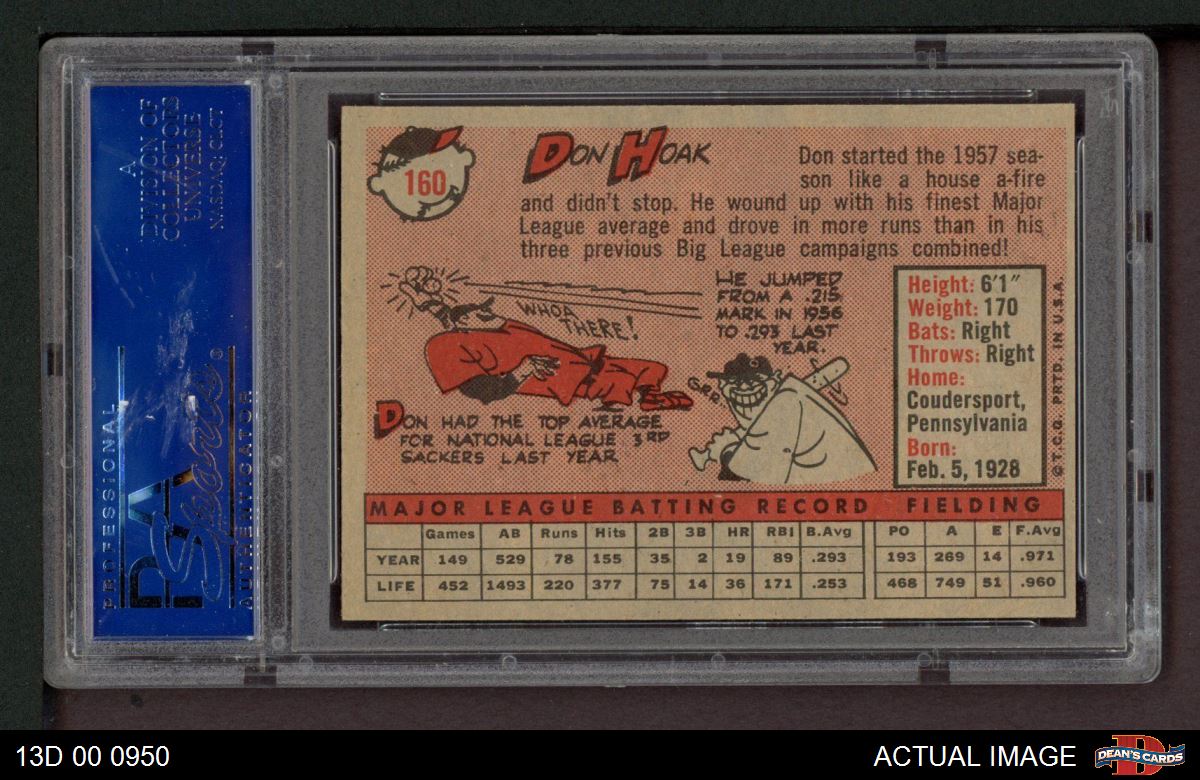 A
DIVISION OF
COLLECTORS
UNIVERSE
NASDAQ: CLCT
PROFESSIONAL
PSA
Sports
AUTHENTICATOR
®
160
DON HOAK
Don started the 1957 sea-
son like a house a-fire
and didn't stop. He wound up with his finest Major
League average and drove in more runs than in his
three previous Big League campaigns combined!
WHOA THERE!
HE JUMPED
FROM A .215
MARK IN 1956
TO .293 LAST
YEAR.
GRR
DON HAD THE TOP AVERAGE
FOR NATIONAL LEAGUE 3RD
SACKERS LAST YEAR
Height: 6'1"
Weight: 170
Bats: Right
Throws: Right
Home:
Coudersport,
Pennsylvania
Born:
Feb. 5, 1928
© T.C.G. PRTD. IN U.S.A.
MAJOR LEAGUE BATTING RECORD FIELDING
Games AB Runs Hits 2B 3B HR RBI B.Avg PO A E F.Avg
YEAR 149 529 78 155 35 2 19 89 .293 193 269 14 .971
LIFE 452 1493 220 377 75 14 36 171 .253 468 749 51 .960
13D 00 0950
ACTUAL IMAGE
D
DEAN'S CARDS